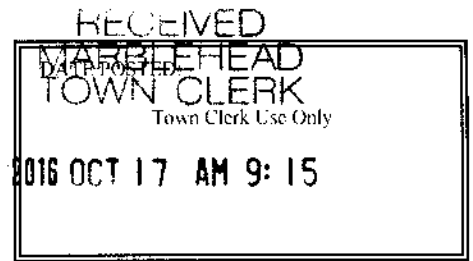 RECEIVED
MARBLEHEAD
DATE POSTED:
TOWN CLERK
Town Clerk Use Only
2016 OCT 17 AM 9:15